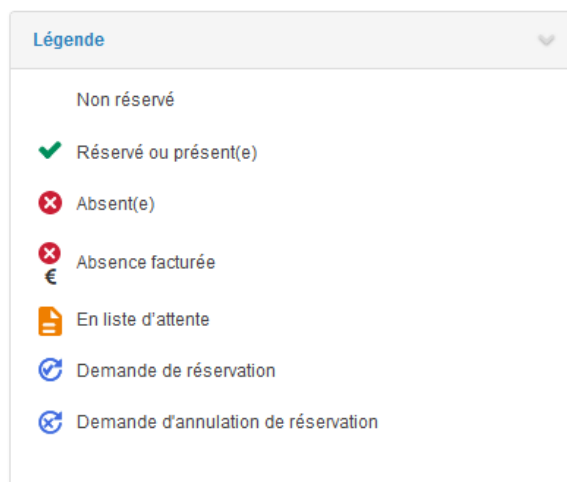 Légende
Non réservé
Réservé ou présent(e)
Absent(e)
€
Absence facturée
En liste d'attente
Demande de réservation
Demande d'annulation de réservation